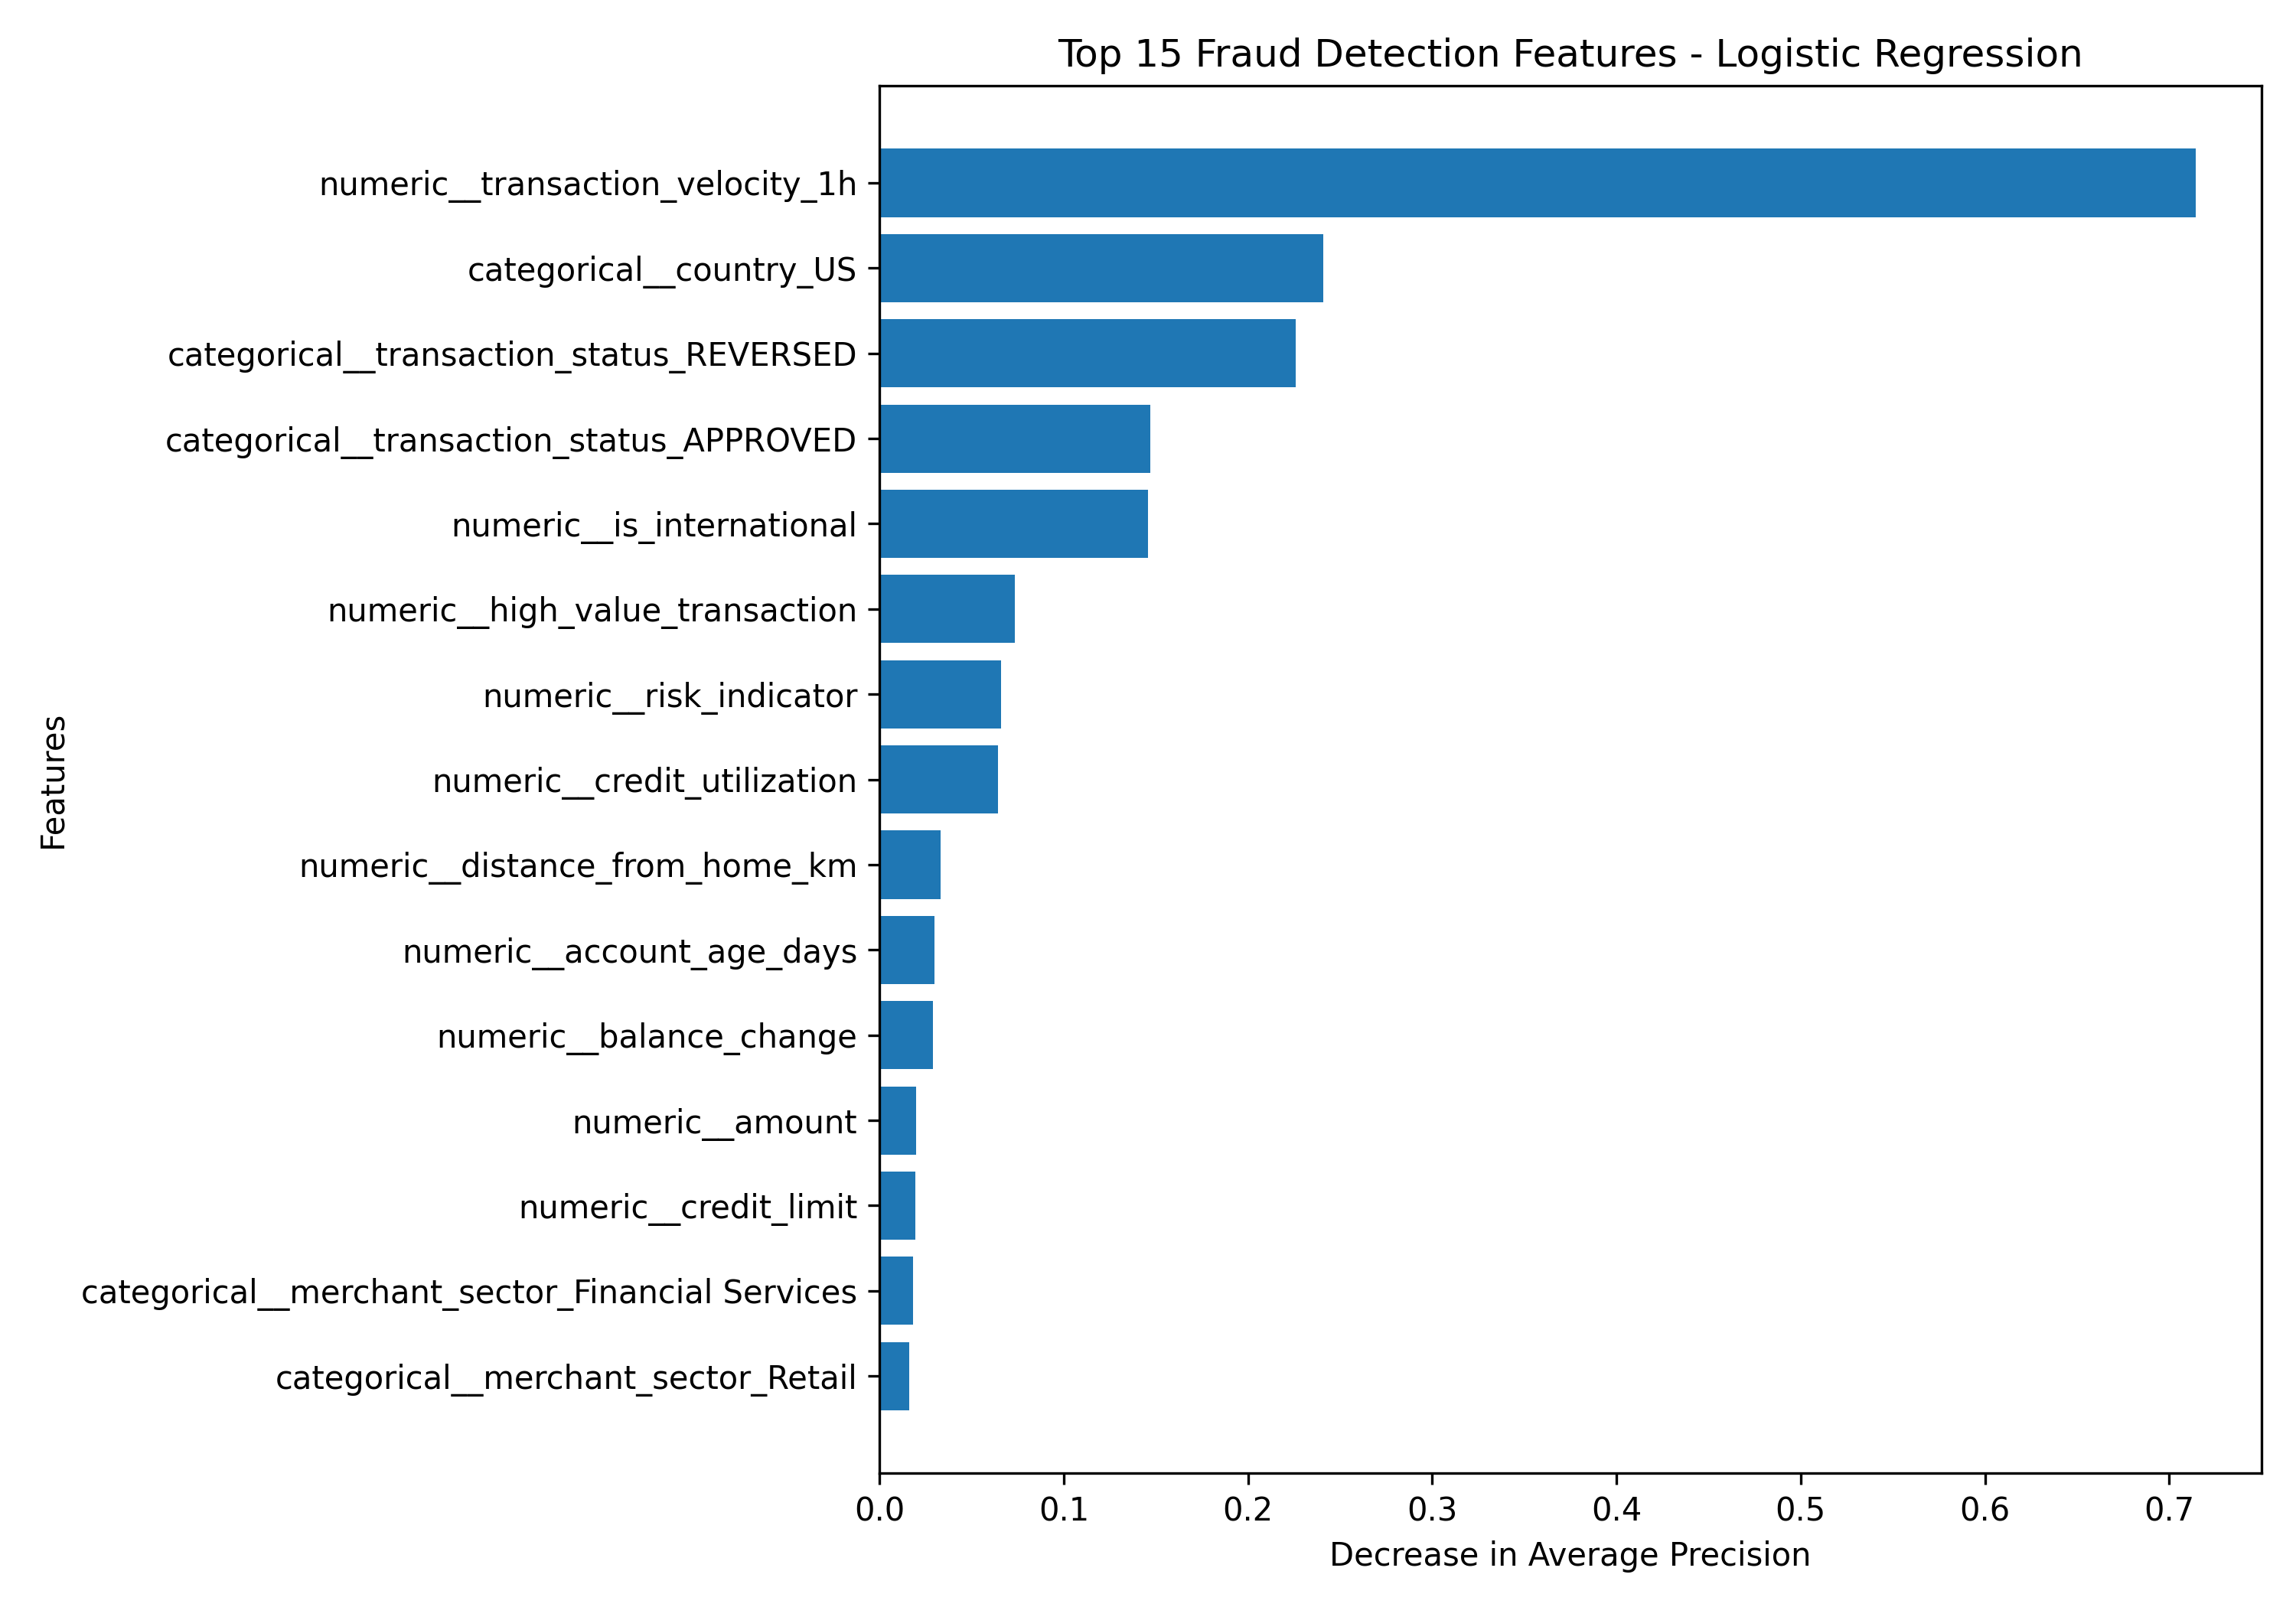 Top 15 Fraud Detection Features - Logistic Regression
Features
numeric__transaction_velocity_1h
categorical__country_US
categorical__transaction_status_REVERSED
categorical__transaction_status_APPROVED
numeric__is_international
numeric__high_value_transaction
numeric__risk_indicator
numeric__credit_utilization
numeric__distance_from_home_km
numeric__account_age_days
numeric__balance_change
numeric__amount
numeric__credit_limit
categorical__merchant_sector_Financial Services
categorical__merchant_sector_Retail
0.0 0.1 0.2 0.3 0.4 0.5 0.6 0.7
Decrease in Average Precision